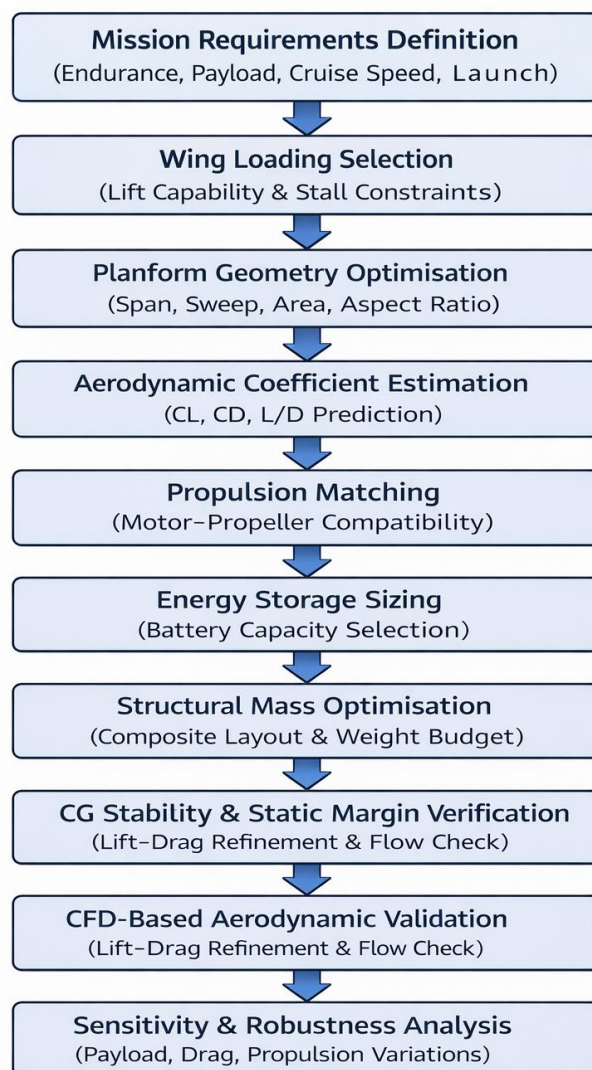 Mission Requirements Definition
(Endurance, Payload, Cruise Speed, Launch)
Wing Loading Selection
(Lift Capability & Stall Constraints)
Planform Geometry Optimisation
(Span, Sweep, Area, Aspect Ratio)
Aerodynamic Coefficient Estimation
(CL, CD, L/D Prediction)
Propulsion Matching
(Motor–Propeller Compatibility)
Energy Storage Sizing
(Battery Capacity Selection)
Structural Mass Optimisation
(Composite Layout & Weight Budget)
CG Stability & Static Margin Verification
(Lift–Drag Refinement & Flow Check)
CFD-Based Aerodynamic Validation
(Lift–Drag Refinement & Flow Check)
Sensitivity & Robustness Analysis
(Payload, Drag, Propulsion Variations)